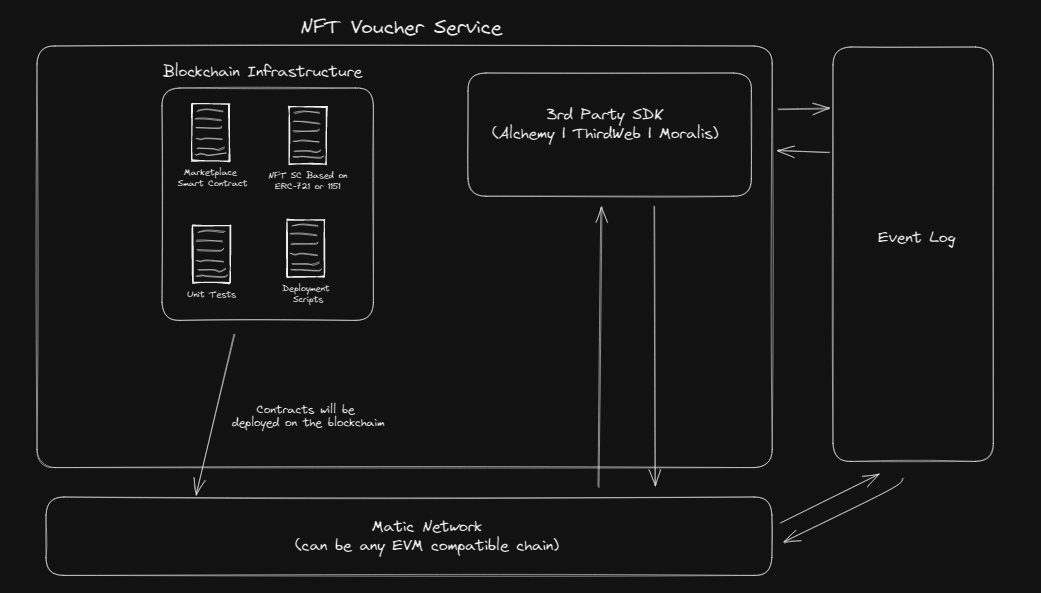 NFT Voucher Service
Blockchain Infrastructure
Marketplace
Smart Contract
NFT SC Based on
ERC-721 or 1151
Unit Tests
Deployment
Scripts
3rd Party SDK
(Alchemy | ThirdWeb | Moralis)
Event Log
Contracts will be
deployed on the blockchain
Matic Network
(can be any EVM compatible chain)